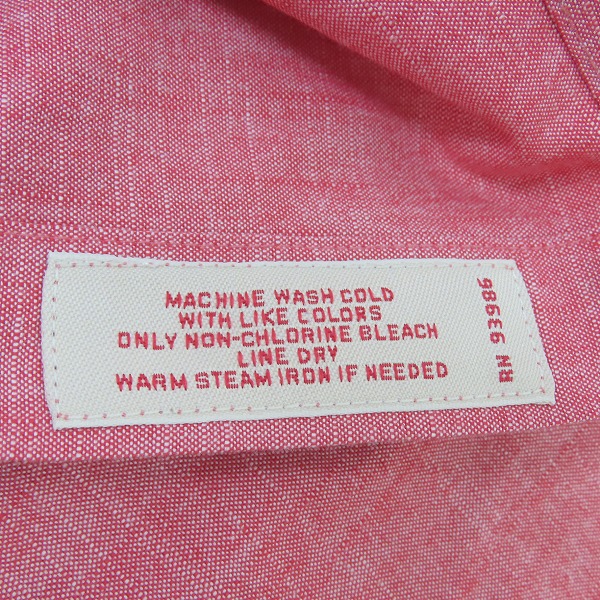 MACHINE WASH COLD
WITH LIKE COLORS
ONLY NON-CHLORINE BLEACH
LINE DRY
WARM STEAM IRON IF NEEDED
RN 93986